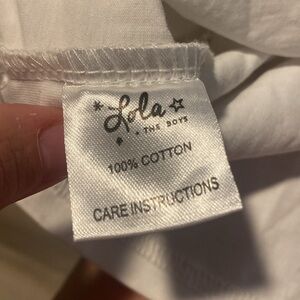 Lola
THE BOYS
100% COTTON
CARE INSTRUCTIONS